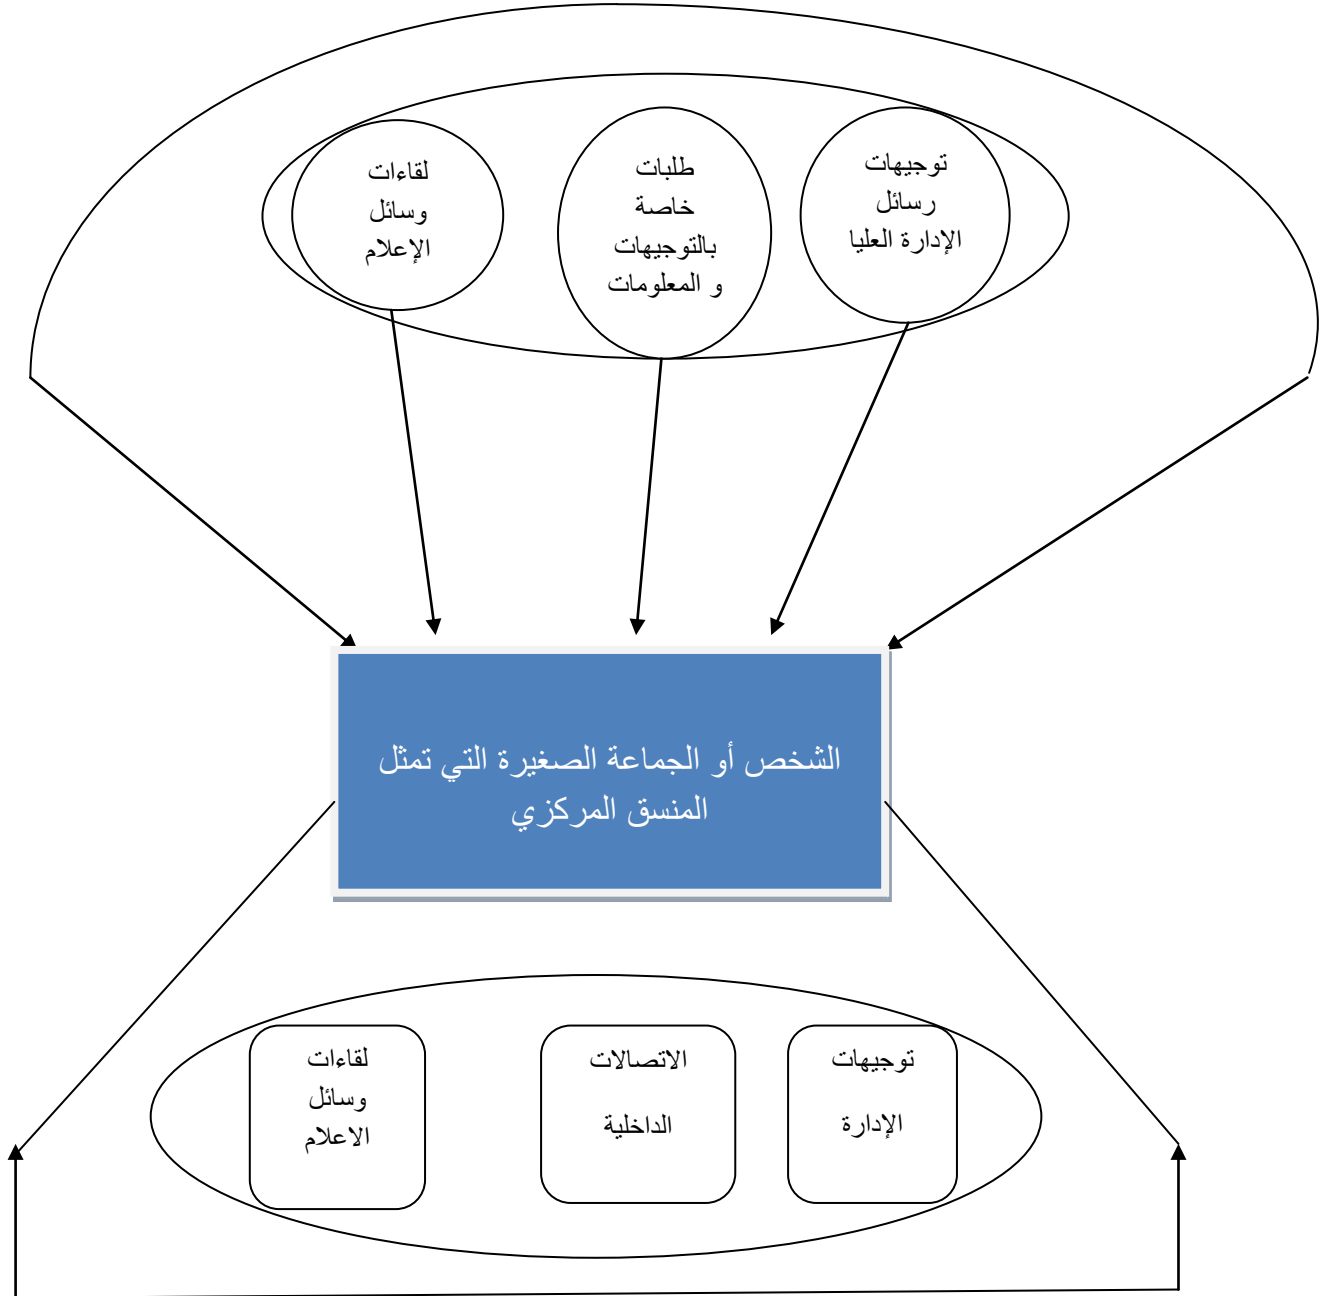 توجيهات
رسائل
الإدارة العليا
طلبات
خاصة
بالتوجيهات
و المعلومات
لقاءات
وسائل
الإعلام
الشخص أو الجماعة الصغيرة التي تمثل
المنسق المركزي
توجيهات
الإدارة
الاتصالات
الداخلية
لقاءات
وسائل
الاعلام